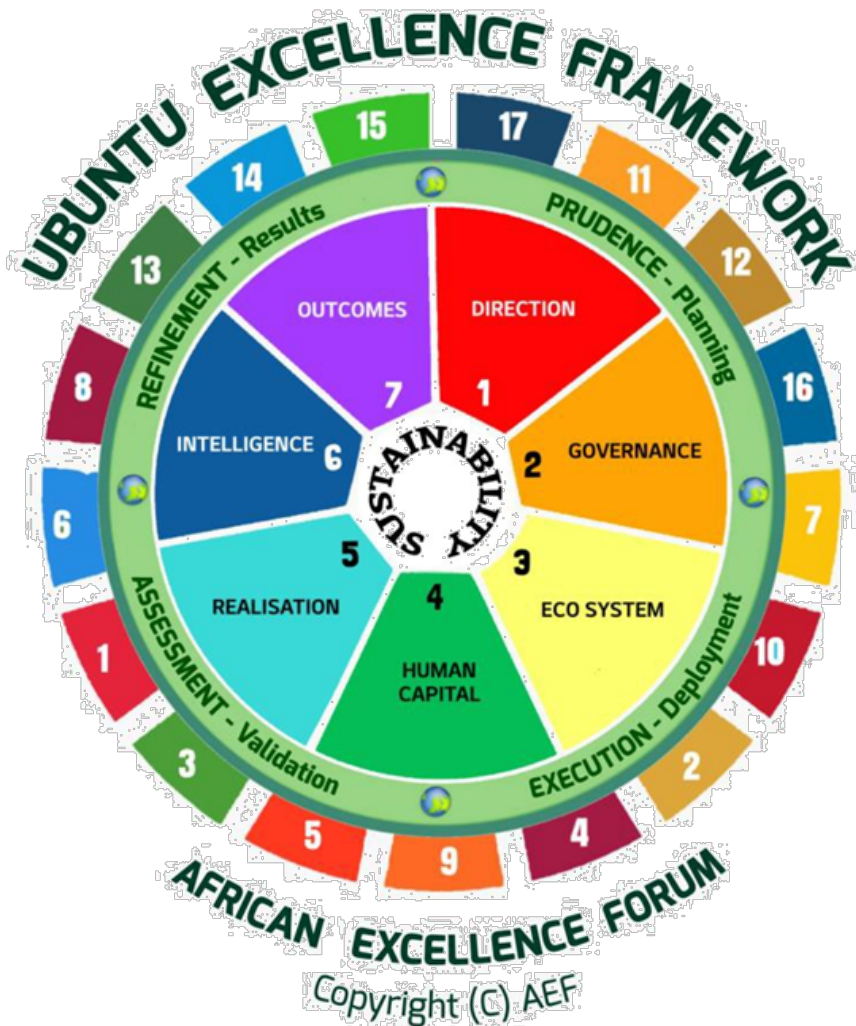 UBUNTU EXCELLENCE FRAMEWORK
15
17
14
11
13
12
8
16
6
7
1
10
3
2
5
9
4
REFINEMENT - Results
PRUDENCE - Planning
ASSESSMENT - Validation
EXECUTION - Deployment
DIRECTION
1
GOVERNANCE
2
ECO SYSTEM
3
HUMAN
CAPITAL
4
REALISATION
5
INTELLIGENCE
6
OUTCOMES
7
SUSTAINABILITY
AFRICAN EXCELLENCE FORUM
Copyright (C) AEF